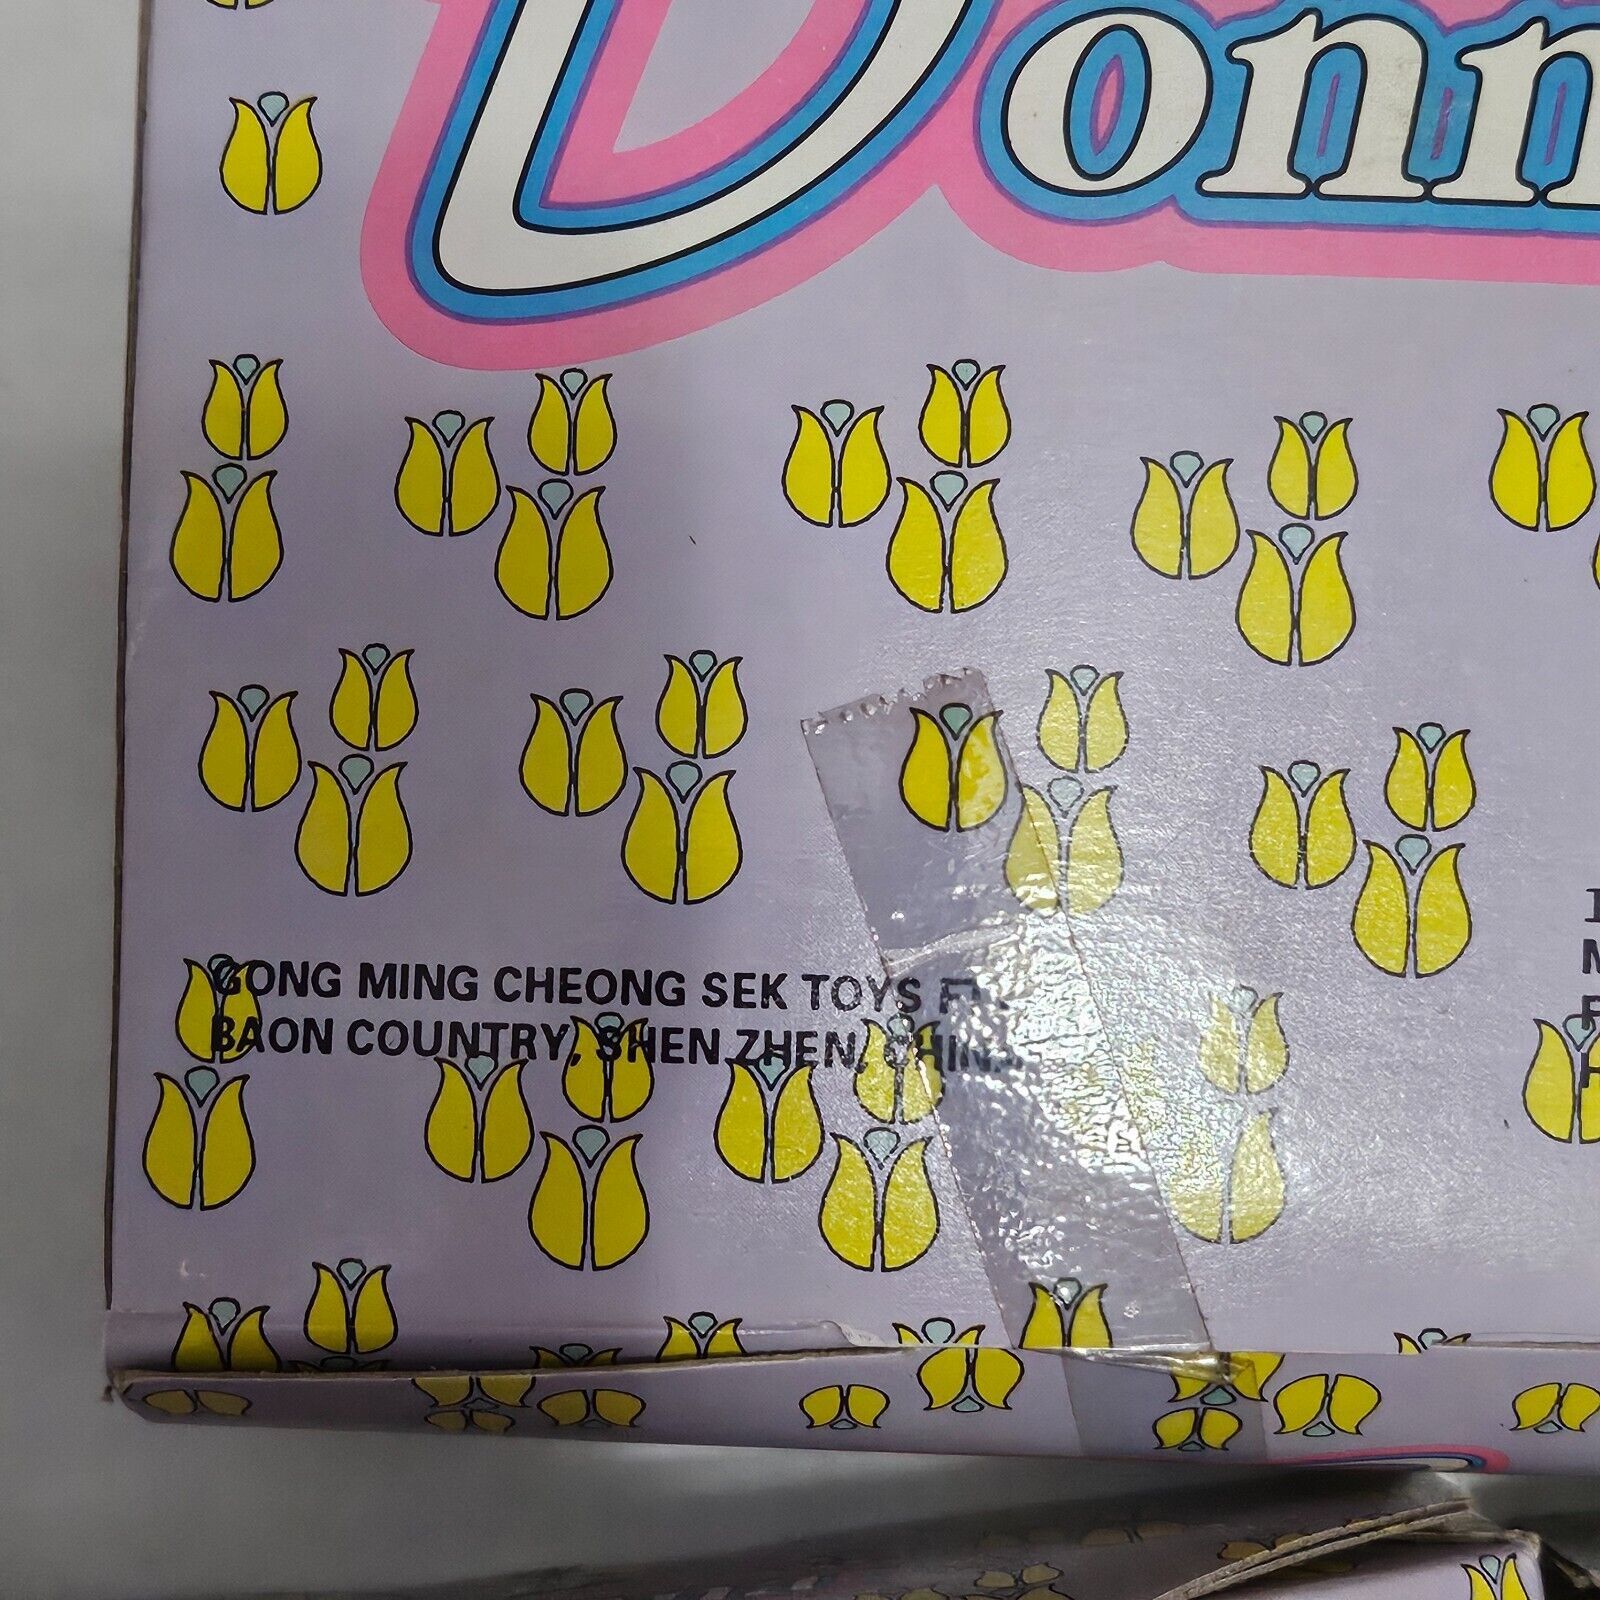 Donn
GONG MING CHEONG SEK TOYS
BAON COUNTRY, SHEN ZHEN, CHINA